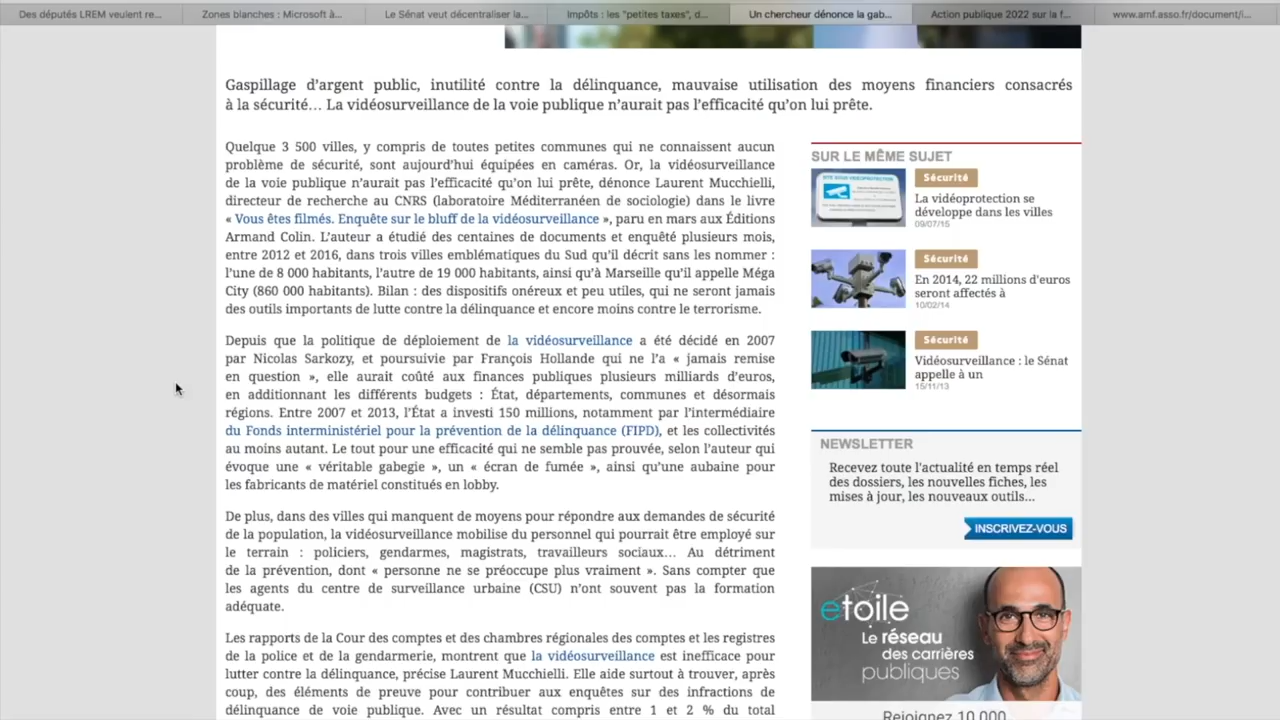 Des députés LREM veulent re...
Zones blanches : Microsoft à...
Le Sénat veut décentraliser la...
Impôts : les "petites taxes", d...
Un chercheur dénonce la gab...
Action publique 2022 sur la f...
www.amf.asso.fr/document/i...
Gaspillage d’argent public, inutilité contre la délinquance, mauvaise utilisation des moyens financiers consacrés
à la sécurité… La vidéosurveillance de la voie publique n’aurait pas l’efficacité qu’on lui prête.
Quelque 3 500 villes, y compris de toutes petites communes qui ne connaissent aucun
problème de sécurité, sont aujourd’hui équipées en caméras. Or, la vidéosurveillance
de la voie publique n’aurait pas l’efficacité qu’on lui prête, dénonce Laurent Mucchielli,
directeur de recherche au CNRS (laboratoire Méditerranéen de sociologie) dans le livre
« Vous êtes filmés. Enquête sur le bluff de la vidéosurveillance », paru en mars aux Éditions
Armand Colin. L’auteur a étudié des centaines de documents et enquêté plusieurs mois,
entre 2012 et 2016, dans trois villes emblématiques du Sud qu’il décrit sans les nommer :
l’une de 8 000 habitants, l’autre de 19 000 habitants, ainsi qu’à Marseille qu’il appelle Méga
City (860 000 habitants). Bilan : des dispositifs onéreux et peu utiles, qui ne seront jamais
des outils importants de lutte contre la délinquance et encore moins contre le terrorisme.
Depuis que la politique de déploiement de la vidéosurveillance a été décidé en 2007
par Nicolas Sarkozy, et poursuivie par François Hollande qui ne l’a « jamais remise
en question », elle aurait coûté aux finances publiques plusieurs milliards d’euros,
en additionnant les différents budgets : État, départements, communes et désormais
régions. Entre 2007 et 2013, l’État a investi 150 millions, notamment par l’intermédiaire
du Fonds interministériel pour la prévention de la délinquance (FIPD), et les collectivités
au moins autant. Le tout pour une efficacité qui ne semble pas prouvée, selon l’auteur qui
évoque une « véritable gabegie », un « écran de fumée », ainsi qu’une aubaine pour
les fabricants de matériel constitués en lobby.
De plus, dans des villes qui manquent de moyens pour répondre aux demandes de sécurité
de la population, la vidéosurveillance mobilise du personnel qui pourrait être employé sur
le terrain : policiers, gendarmes, magistrats, travailleurs sociaux… Au détriment
de la prévention, dont « personne ne se préoccupe plus vraiment ». Sans compter que
les agents du centre de surveillance urbaine (CSU) n’ont souvent pas la formation
adéquate.
Les rapports de la Cour des comptes et des chambres régionales des comptes et les registres
de la police et de la gendarmerie, montrent que la vidéosurveillance est inefficace pour
lutter contre la délinquance, précise Laurent Mucchielli. Elle aide surtout à trouver, après
coup, des éléments de preuve pour contribuer aux enquêtes sur des infractions de
délinquance de voie publique. Avec un résultat compris entre 1 et 2 % du total
SUR LE MÊME SUJET
Sécurité
La vidéoprotection se
développe dans les villes
09/07/15
Sécurité
En 2014, 22 millions d'euros
seront affectés à
10/02/14
Sécurité
Vidéosurveillance : le Sénat
appelle à un
15/11/13
NEWSLETTER
Recevez toute l'actualité en temps réel
des dossiers, les nouvelles fiches, les
mises à jour, les nouveaux outils...
INSCRIVEZ-VOUS
etoile
Le réseau
des carrières
publiques
Rejoignez 10 000